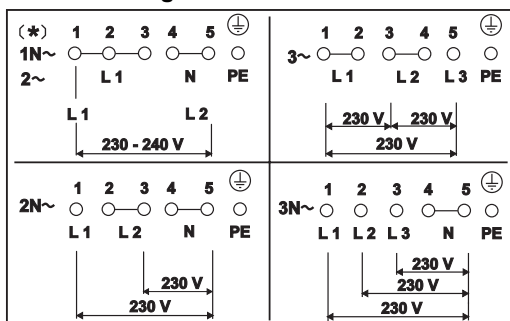 (*) 1 2 3 4 5
1N~
2~ L 1 N PE
L 1 L 2
230 - 240 V
1 2 3 4 5
3~
L 1 L 2 L 3 PE
230 V 230 V
230 V
1 2 3 4 5
2N~
L 1 L 2 N PE
230 V
230 V
1 2 3 4 5
3N~
L 1 L 2 L 3 N PE
230 V
230 V
230 V